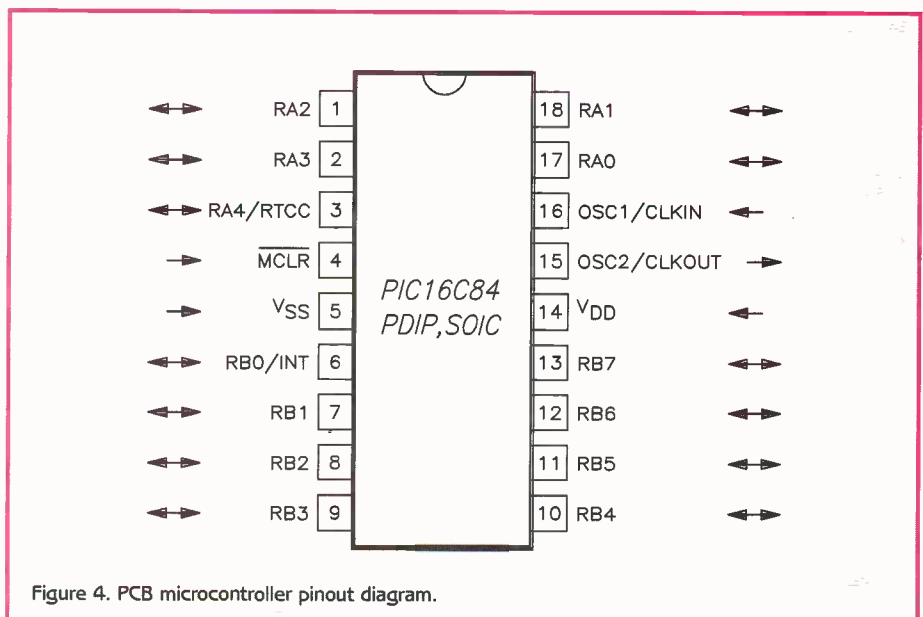 RA2 1 18 RA1
RA3 2 17 RA0
RA4/RTCC 3 16 OSC1/CLKIN
MCLR 4 15 OSC2/CLKOUT
VSS 5 14 VDD
RB0/INT 6 13 RB7
RB1 7 12 RB6
RB2 8 11 RB5
RB3 9 10 RB4
PIC16C84
PDIP,SOIC
Figure 4. PCB microcontroller pinout diagram.